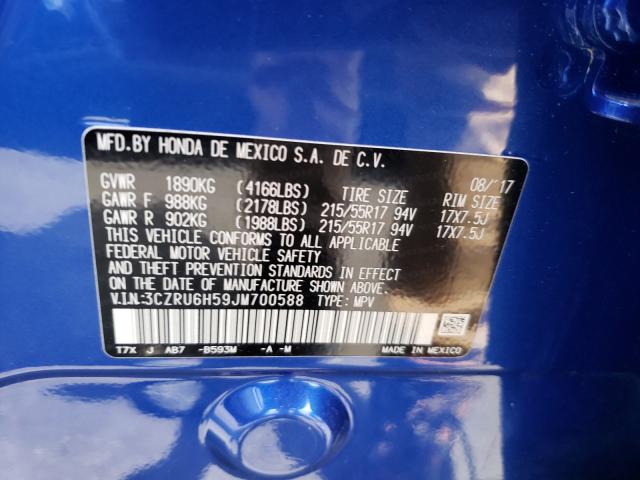 MFD.BY HONDA DE MEXICO S.A. DE C.V. 08/'17
GVWR 1890KG (4166LBS) TIRE SIZE RIM SIZE
GAWR F 988KG (2178LBS) 215/55R17 94V 17X7.5J
GAWR R 902KG (1988LBS) 215/55R17 94V 17X7.5J
THIS VEHICLE CONFORMS TO ALL APPLICABLE
FEDERAL MOTOR VEHICLE SAFETY
AND THEFT PREVENTION STANDARDS IN EFFECT
ON THE DATE OF MANUFACTURE SHOWN ABOVE.
V.I.N:3CZRU6H59JM700588 TYPE: MPV
T7X J AB7 -B593M -A -M MADE IN MEXICO